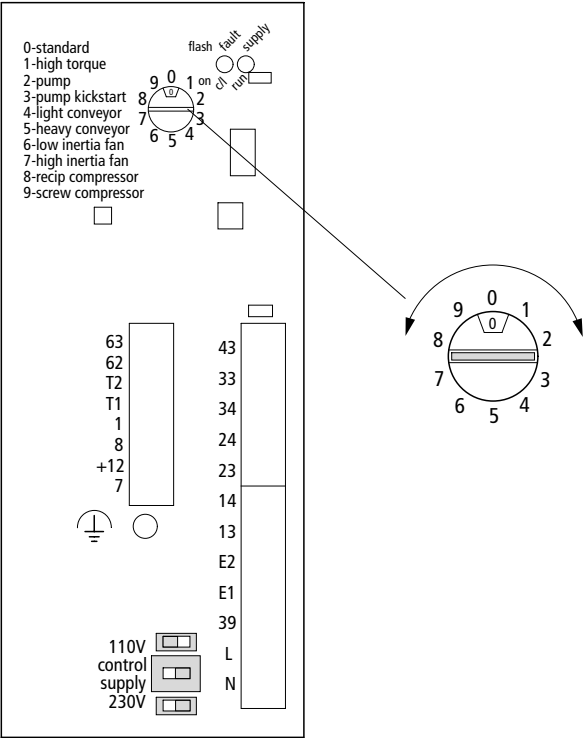 0-standard
1-high torque
2-pump
3-pump kickstart
4-light conveyor
5-heavy conveyor
6-low inertia fan
7-high inertia fan
8-recip compressor
9-screw compressor
flash fault supply
on c/l run
0 1 2 3 4 5 6 7 8 9
0
0 1 2 3 4 5 6 7 8 9
0
63
62
T2
T1
1
8
+12
7
43
33
34
24
23
14
13
E2
E1
39
L
N
110V
control
supply
230V